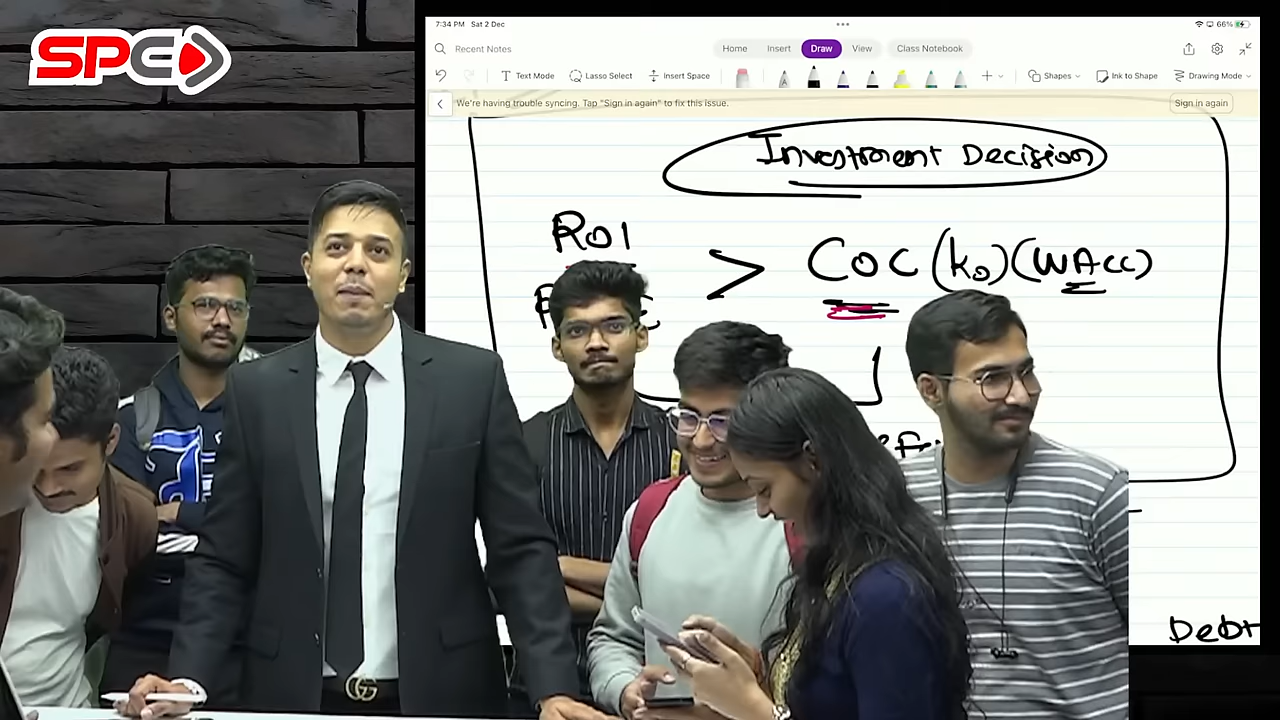 SPC
7:34 PM Sat 2 Dec
66%
Recent Notes
Home Insert Draw View Class Notebook
Text Mode Lasso Select Insert Space Shapes Ink to Shape Drawing Mode
We're having trouble syncing. Tap "Sign in again" to fix this issue.
Sign in again
Investment Decision
ROI
> COC (ko) (WACC)
Debt